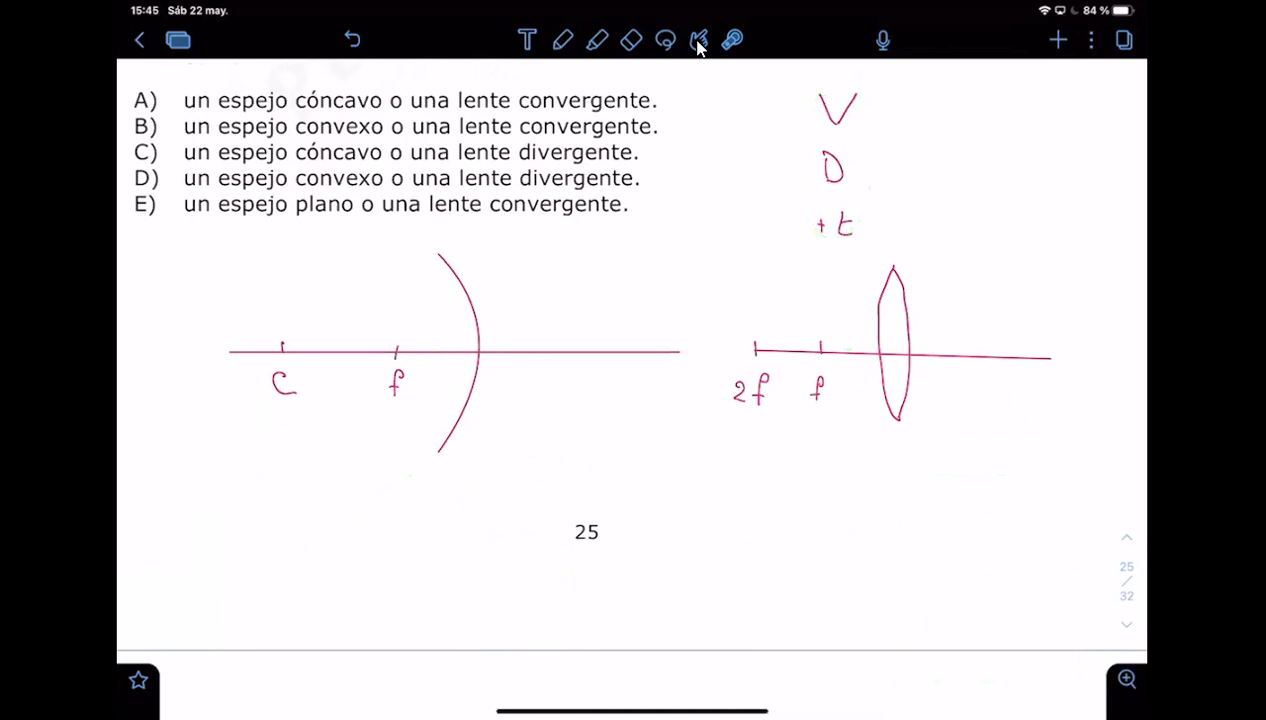 15:45 Sáb 22 may. 84 %
A) un espejo cóncavo o una lente convergente.
B) un espejo convexo o una lente convergente.
C) un espejo cóncavo o una lente divergente.
D) un espejo convexo o una lente divergente.
E) un espejo plano o una lente convergente.
V
D
+ t
C f
2f f
25
25
/
32